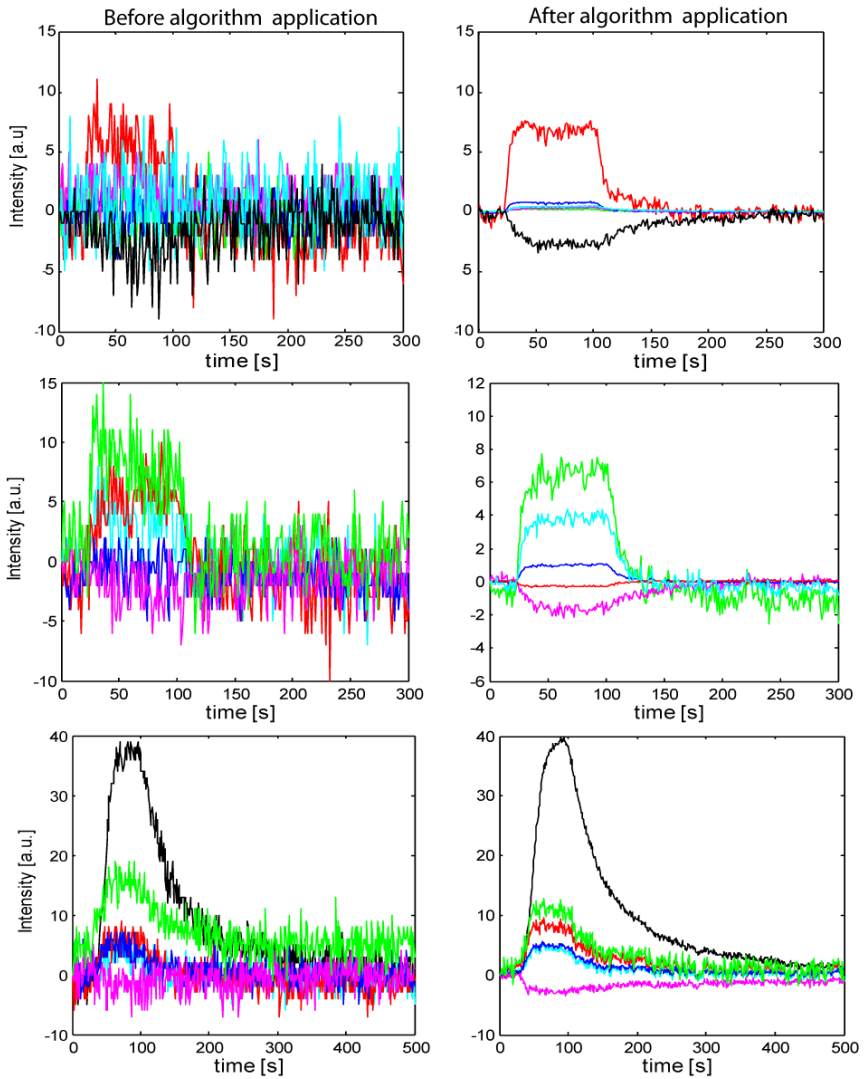 Before algorithm application
After algorithm application
15
10
5
0
5
-10
Intensity [a.u]
0 50 100 150 200 250 300
time [s]
15
10
5
0
5
-10
0 50 100 150 200 250 300
time [s]
15
10
5
0
-5
-10
Intensity [a.u.]
0 50 100 150 200 250 300
time [s]
12
10
8
6
4
2
0
-2
-4
-6
0 50 100 150 200 250 300
time [s]
40
30
20
10
0
-10
Intensity [a.u.]
0 100 200 300 400 500
time [s]
40
30
20
10
0
-10
0 100 200 300 400 500
time [s]